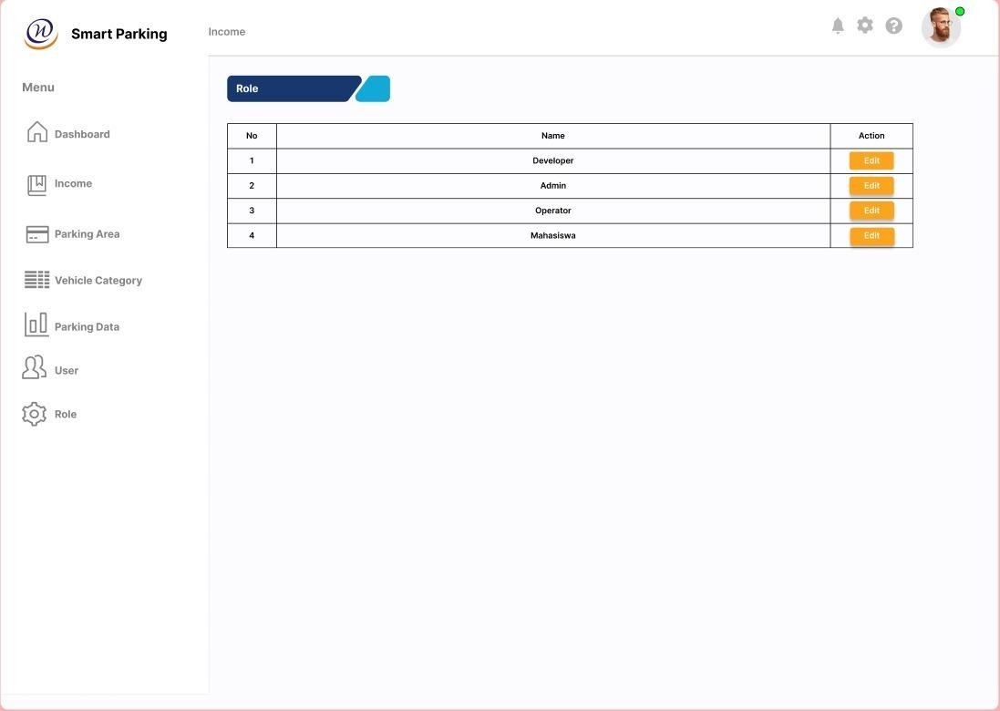 Smart Parking
Income
Menu
Dashboard
Income
Parking Area
Vehicle Category
Parking Data
User
Role
Role
No Name Action
1 Developer Edit
2 Admin Edit
3 Operator Edit
4 Mahasiswa Edit